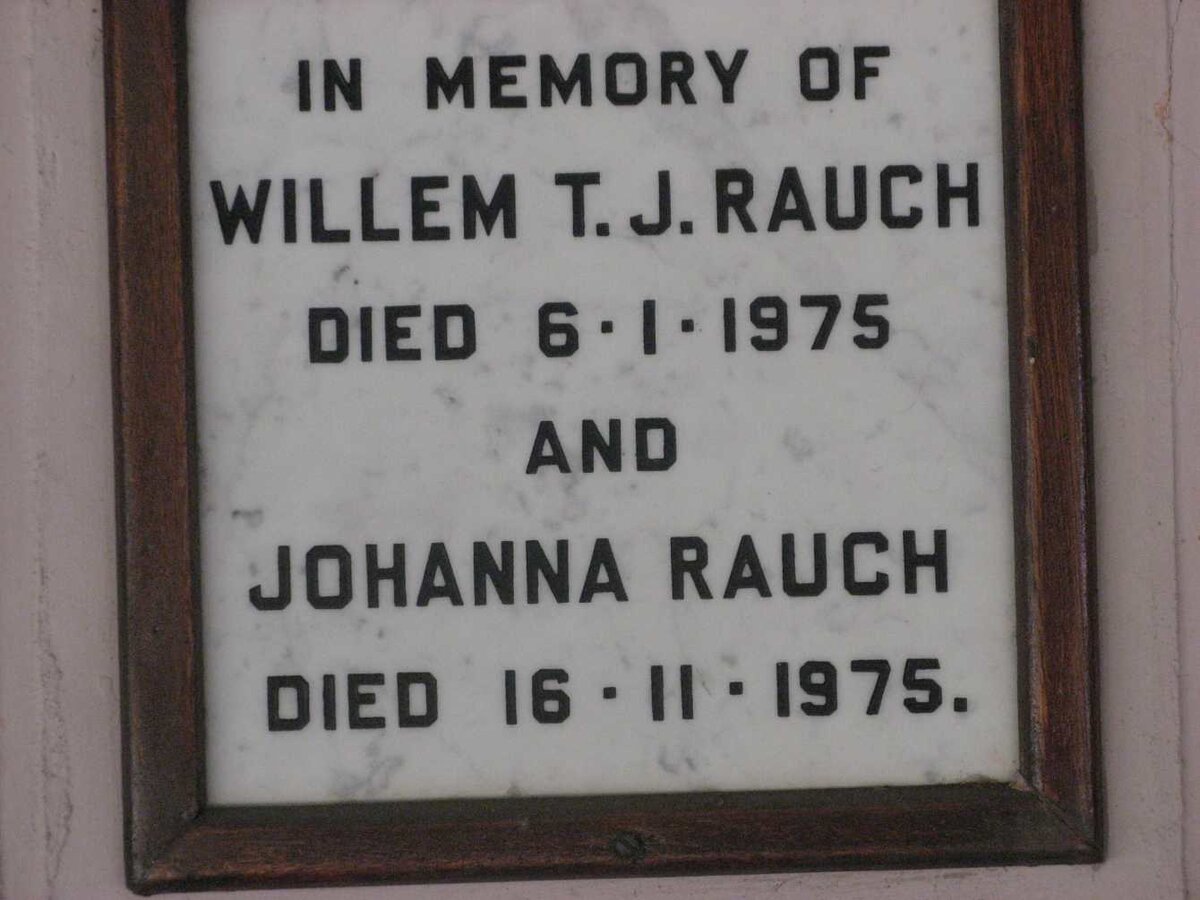 IN MEMORY OF
WILLEM T. J. RAUCH
DIED 6·1·1975
AND
JOHANNA RAUCH
DIED 16·11·1975.